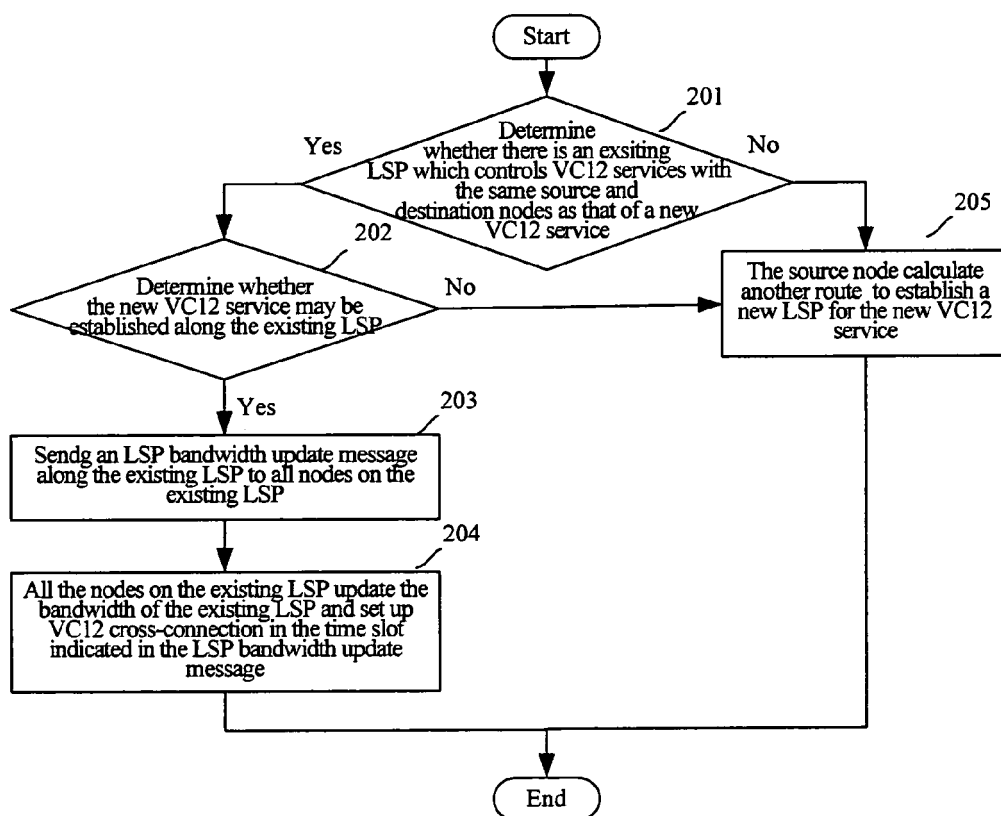 Start
201
Yes
No
Determine
whether there is an exsiting
LSP which controls VC12 services with
the same source and
destination nodes as that of a new
VC12 service
202
205
Determine whether
the new VC12 service may be
established along the existing LSP
No
The source node calculate
another route to establish a
new LSP for the new VC12
service
Yes
203
Sendg an LSP bandwidth update message
along the existing LSP to all nodes on the
existing LSP
204
All the nodes on the existing LSP update the
bandwidth of the existing LSP and set up
VC12 cross-connection in the time slot
indicated in the LSP bandwidth update
message
End